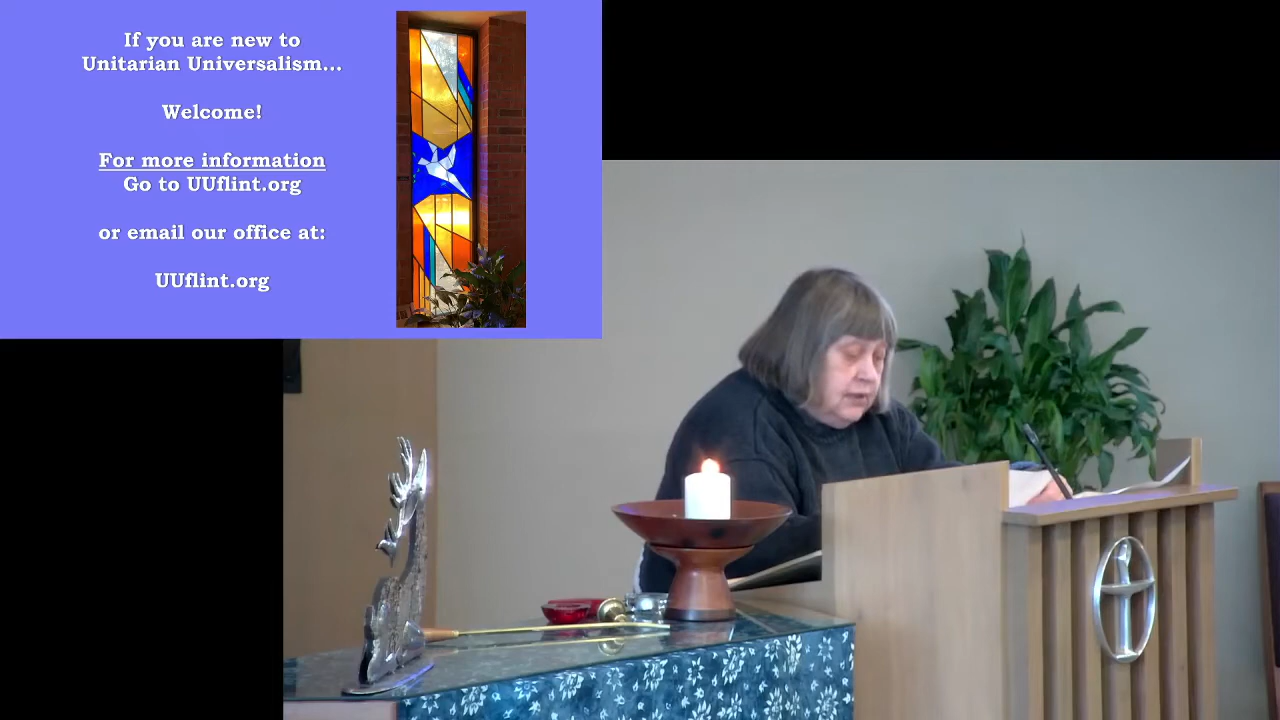 If you are new to
Unitarian Universalism...
Welcome!
For more information
Go to UUflint.org
or email our office at:
UUflint.org